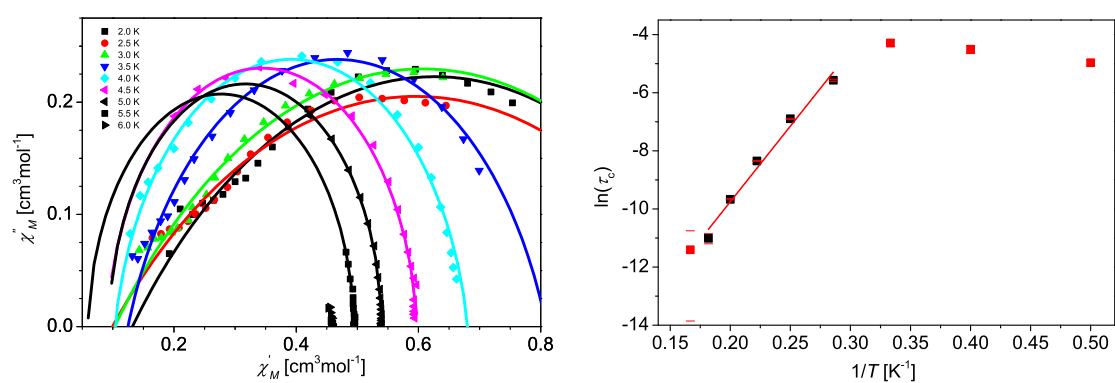 2.0 K
2.5 K
3.0 K
3.5 K
4.0 K
4.5 K
5.0 K
5.5 K
6.0 K
0.0
0.1
0.2
0.2
0.4
0.6
0.8
χ"M [cm³mol⁻¹]
χ'M [cm³mol⁻¹]
-4
-6
-8
-10
-12
-14
0.15
0.20
0.25
0.30
0.35
0.40
0.45
0.50
ln(τc)
1/T [K⁻¹]